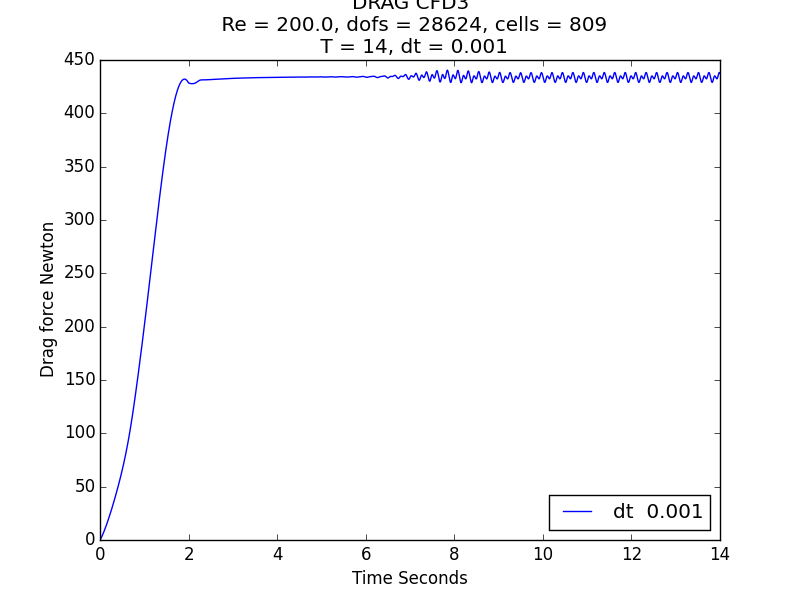 DRAG CFD3
Re = 200.0, dofs = 28624, cells = 809
T = 14, dt = 0.001
450
400
350
300
250
200
150
100
50
0
Drag force Newton
dt 0.001
0 2 4 6 8 10 12 14
Time Seconds